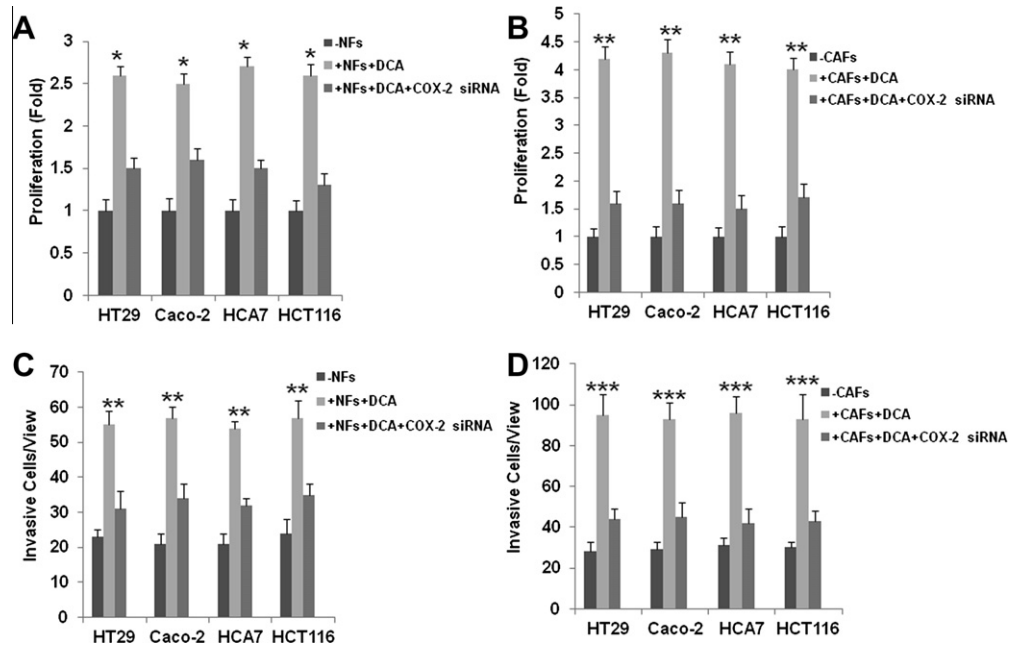 A
Proliferation (Fold)
3
2.5
2
1.5
1
0.5
0
* * * *
-NFs
+NFs+DCA
+NFs+DCA+COX-2 siRNA
HT29 Caco-2 HCA7 HCT116
B
Proliferation (Fold)
5
4.5
4
3.5
3
2.5
2
1.5
1
0.5
0
** ** ** **
-CAFs
+CAFs+DCA
+CAFs+DCA+COX-2 siRNA
HT29 Caco-2 HCA7 HCT116
C
Invasive Cells/View
70
60
50
40
30
20
10
0
** ** ** **
-NFs
+NFs+DCA
+NFs+DCA+COX-2 siRNA
HT29 Caco-2 HCA7 HCT116
D
Invasive Cells/View
120
100
80
60
40
20
0
*** *** *** ***
-CAFs
+CAFs+DCA
+CAFs+DCA+COX-2 siRNA
HT29 Caco-2 HCA7 HCT116